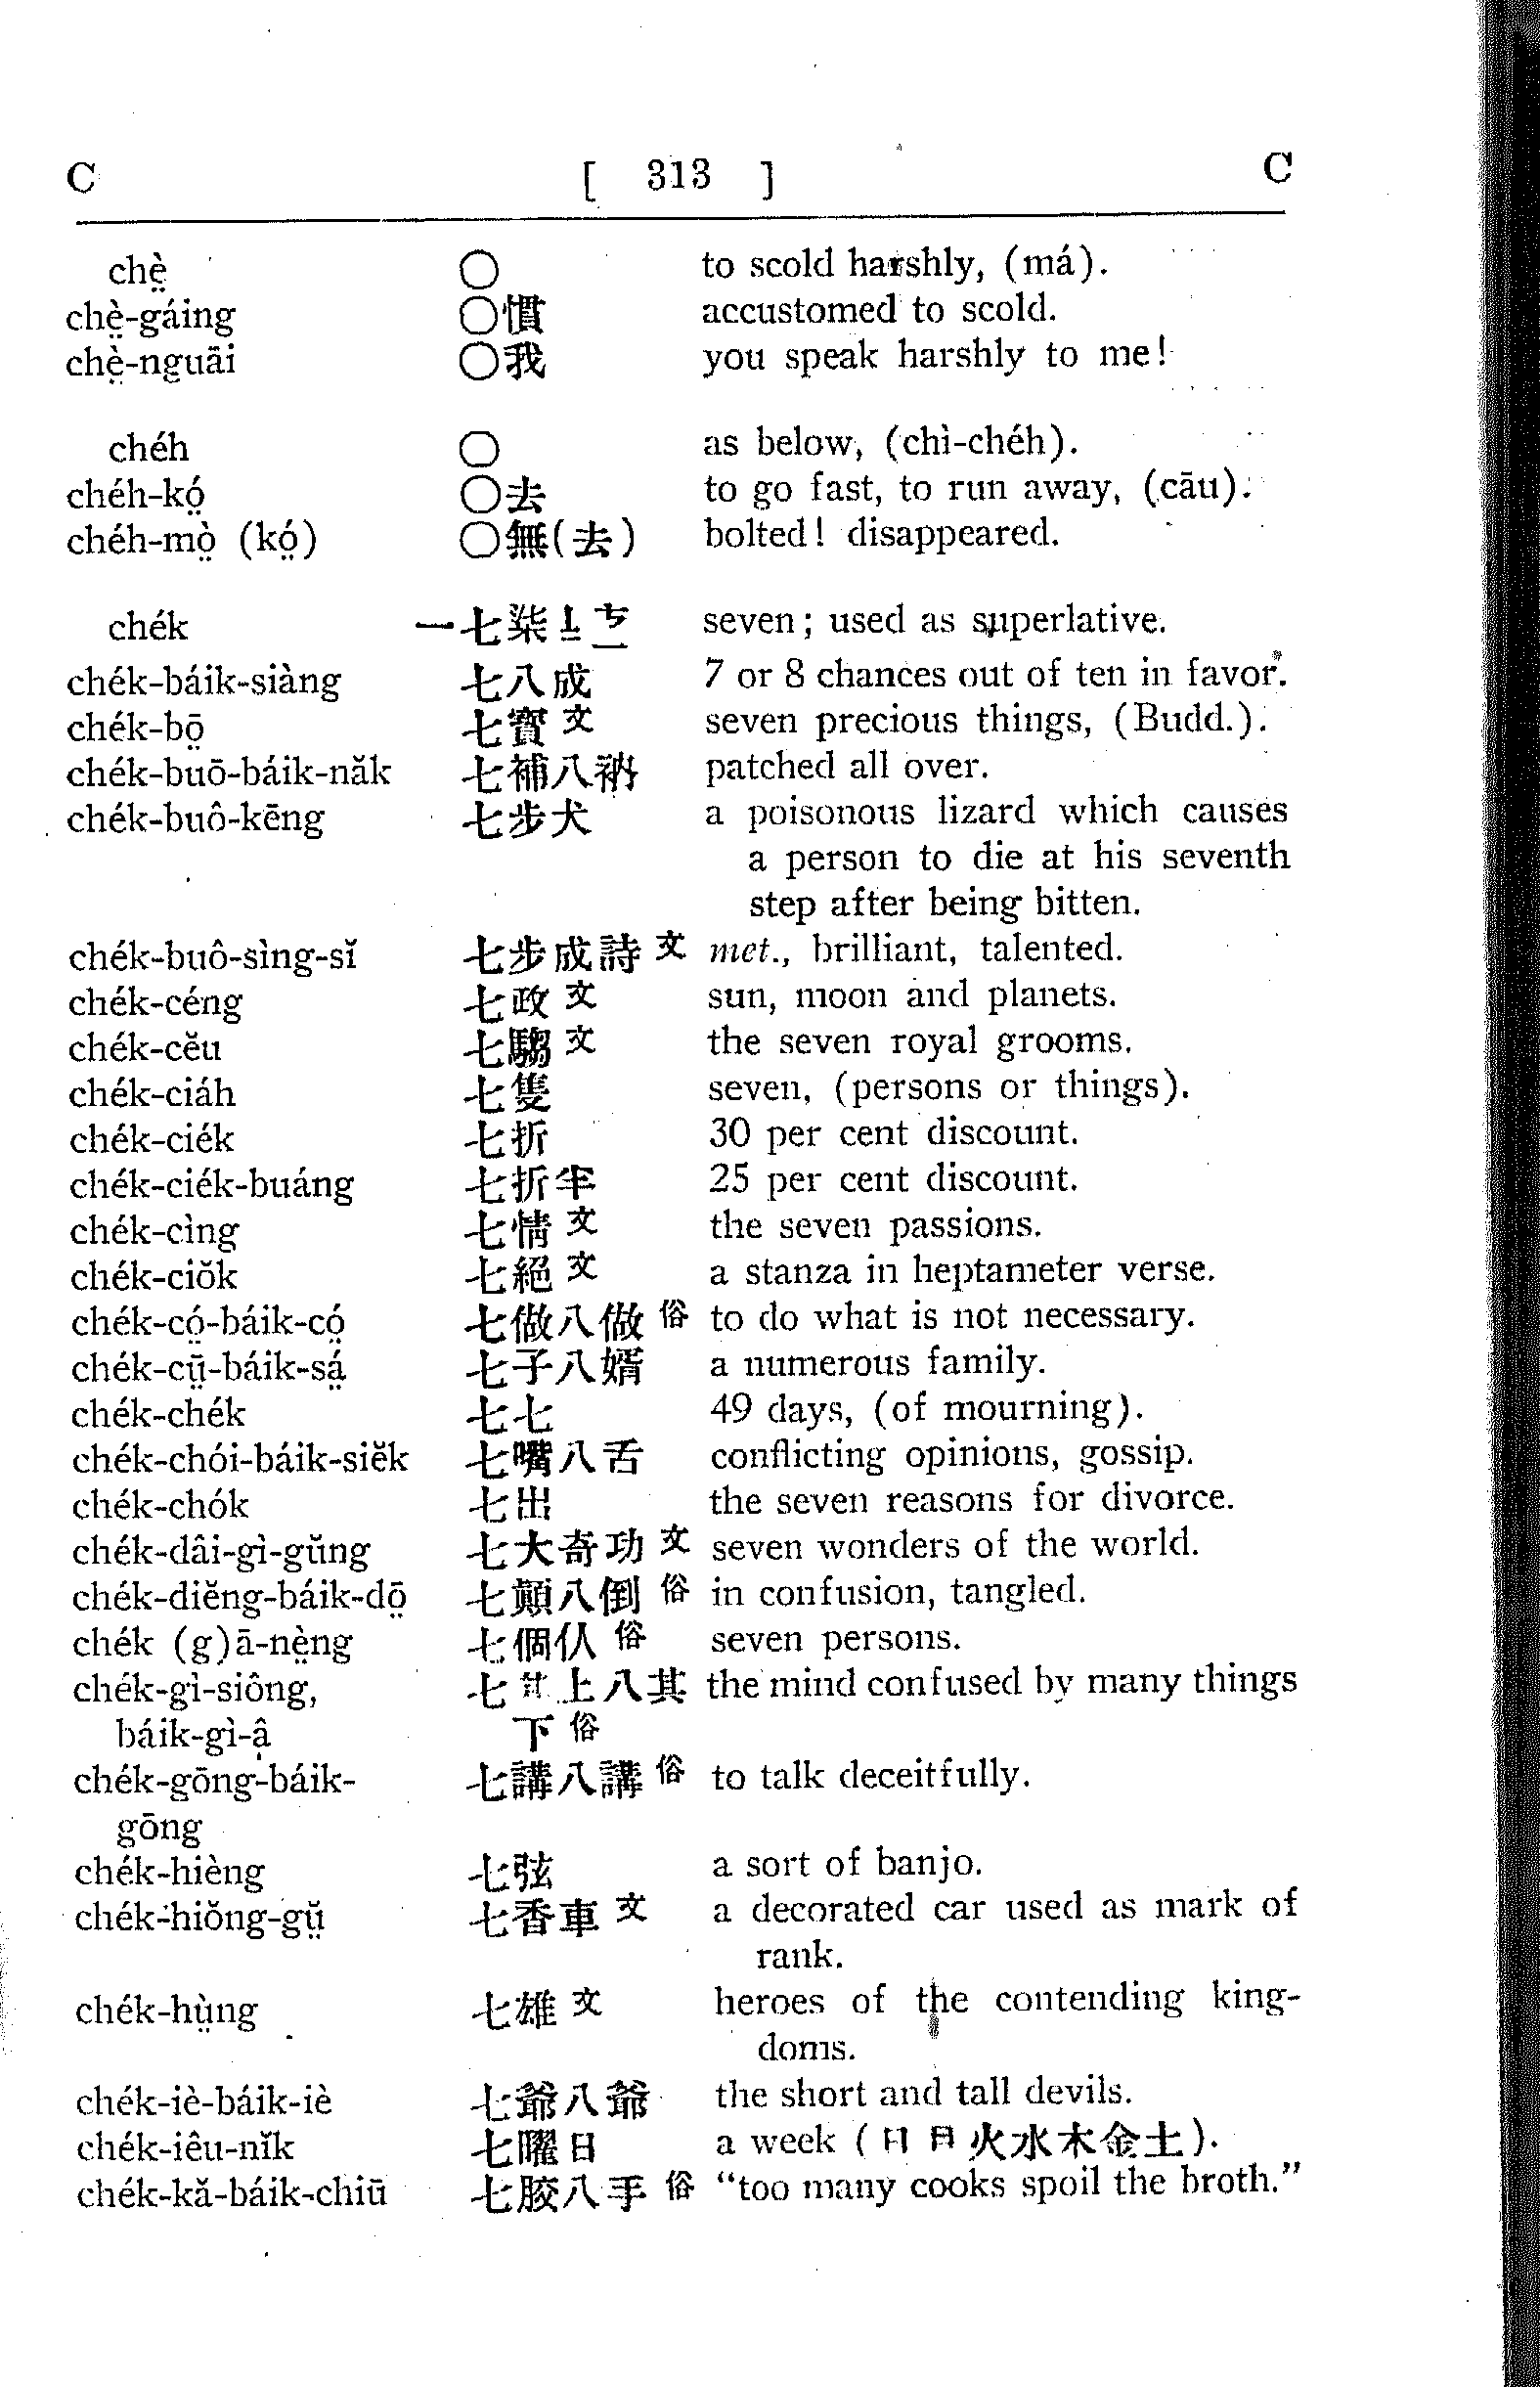 C [ 313 ] C
chè̤ ○ to scold harshly, (má).
chè̤-gáing ○慣 accustomed to scold.
chè̤-nguāi ○我 you speak harshly to me!
chéh ○ as below, (chì-chéh).
chéh-kó̤ ○去 to go fast, to run away, (cāu).
chéh-mò̤ (kó̤) ○無(去) bolted! disappeared.
chék 一七柒〦ㄘ seven; used as superlative.
chék-báik-siàng 七八成 7 or 8 chances out of ten in favor.
chék-bō̤ 七寶文 seven precious things, (Budd.).
chék-buō-báik-năk 七補八衲 patched all over.
chék-buô-kēng 七步犬 a poisonous lizard which causes
a person to die at his seventh
step after being bitten.
chék-buô-sìng-sĭ 七步成詩文 met., brilliant, talented.
chék-céng 七政文 sun, moon and planets.
chék-cĕu 七騶文 the seven royal grooms.
chék-ciáh 七隻 seven, (persons or things).
chék-ciék 七折 30 per cent discount.
chék-ciék-buáng 七折半 25 per cent discount.
chék-cìng 七情文 the seven passions.
chék-ciŏk 七絕文 a stanza in heptameter verse.
chék-có̤-báik-có̤ 七做八做俗 to do what is not necessary.
chék-cṳ̄-báik-sá̤ 七子八婿 a numerous family.
chék-chék 七七 49 days, (of mourning).
chék-chói-báik-siĕk 七嘴八舌 conflicting opinions, gossip.
chék-chók 七出 the seven reasons for divorce.
chék-dâi-gì-gŭng 七大奇功文 seven wonders of the world.
chék-diĕng-báik-dō̤ 七顚八倒俗 in confusion, tangled.
chék (g)ā-nè̤ng 七個仈俗 seven persons.
chék-gì-siông, 七其上八其 the mind confused by many things
báik-gì-â̤ 下俗
chék-gōng-báik- 七講八講俗 to talk deceitfully.
gōng
chék-hièng 七弦 a sort of banjo.
chék-hiŏng-gṳ̆ 七香車文 a decorated car used as mark of
rank.
chék-hṳ̀ng 七雄文 heroes of the contending king-
doms.
chék-iè-báik-iè 七爺八爺 the short and tall devils.
chék-iêu-nĭk 七曜日 a week (日月火水木金土).
chék-kă-báik-chiū 七骹八手俗 "too many cooks spoil the broth."